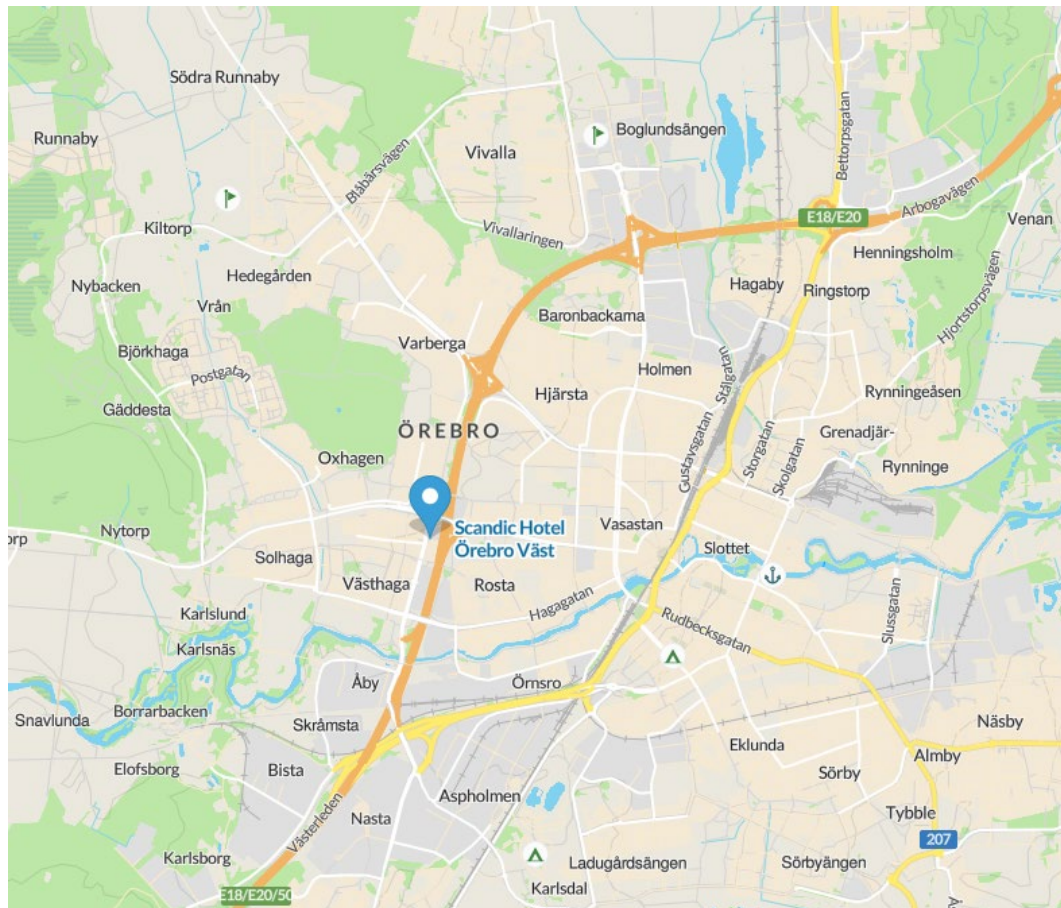 Södra Runnaby
Runnaby
Boglundsängen
Vivalla
Bettorpsgatan
Blåbärsvägen
Arbogavägen
Kiltorp
Vivallaringen
E18/E20
Venan
Henningsholm
Hedegården
Nybacken
Hagaby
Ringstorp
Hjortstorpsvägen
Vrån
Baronbackarna
Varberga
Björkhaga
Postgatan
Holmen
Stålgatan
Hjärsta
Rynningeåsen
Gäddesta
ÖREBRO
Grenadjär-
Gustavsgatan
Storgatan
Skolgatan
Oxhagen
Rynninge
Nytorp
orp
Scandic Hotel
Örebro Väst
Vasastan
Solhaga
Slottet
Västhaga
Rosta
Hagagatan
Slussgatan
Karlslund
Rudbecksgatan
Karlsnäs
Åby
Örnsro
Snavlunda
Borrarbacken
Skråmsta
Näsby
Eklunda
Almby
Elofsborg
Bista
Sörby
Aspholmen
Västerleden
Nasta
Tybble
207
Karlsborg
Ladugårdsängen
Sörbyängen
E18/E20/50
Karlsdal